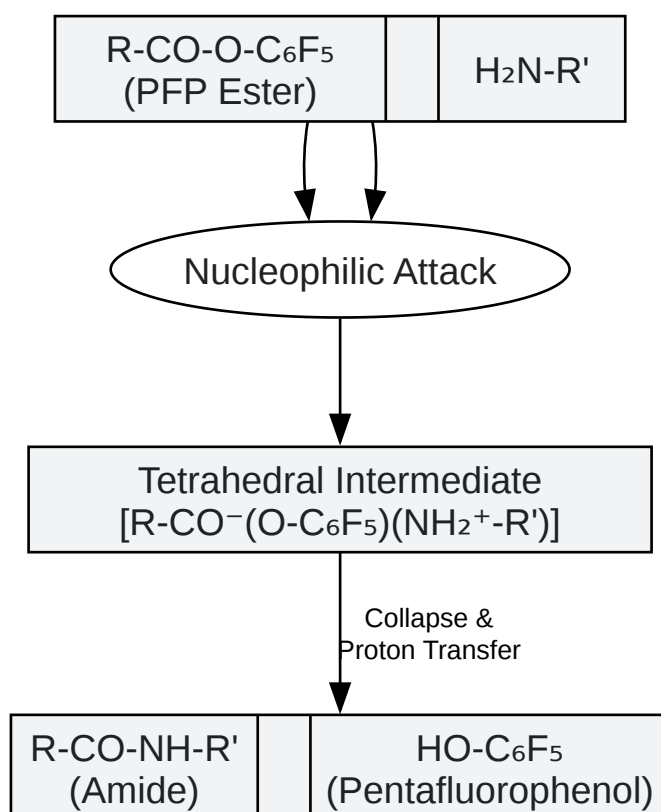 R-CO-O-C₆F₅
(PFP Ester)
H₂N-R'
Nucleophilic Attack
Tetrahedral Intermediate
[R-CO⁻(O-C₆F₅)(NH₂⁺-R')]
Collapse &
Proton Transfer
R-CO-NH-R'
(Amide)
HO-C₆F₅
(Pentafluorophenol)